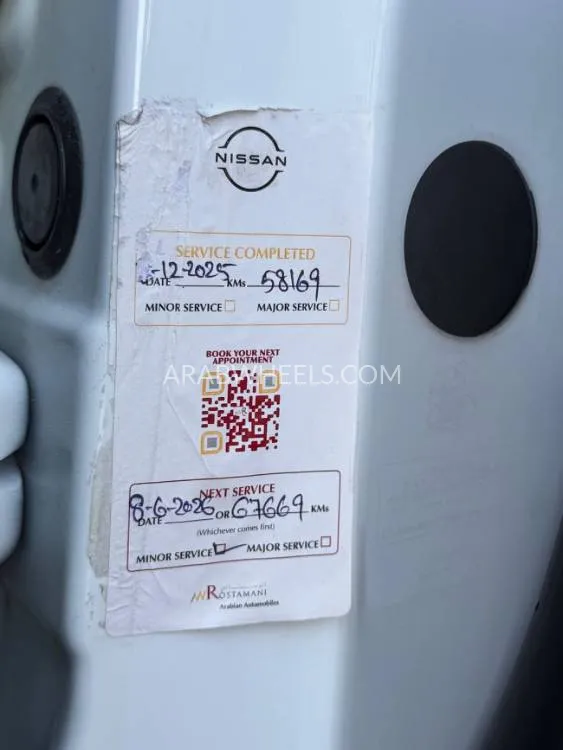 NISSAN
SERVICE COMPLETED
-12-2025 58169
DATE KMs
MINOR SERVICE MAJOR SERVICE
BOOK YOUR NEXT
APPOINTMENT
ARABWHEELS.COM
NEXT SERVICE
8-6-2026 OR 67669 KMs
DATE
(Whichever comes first)
MINOR SERVICE MAJOR SERVICE
ROSTAMANI
Arabian Automobiles